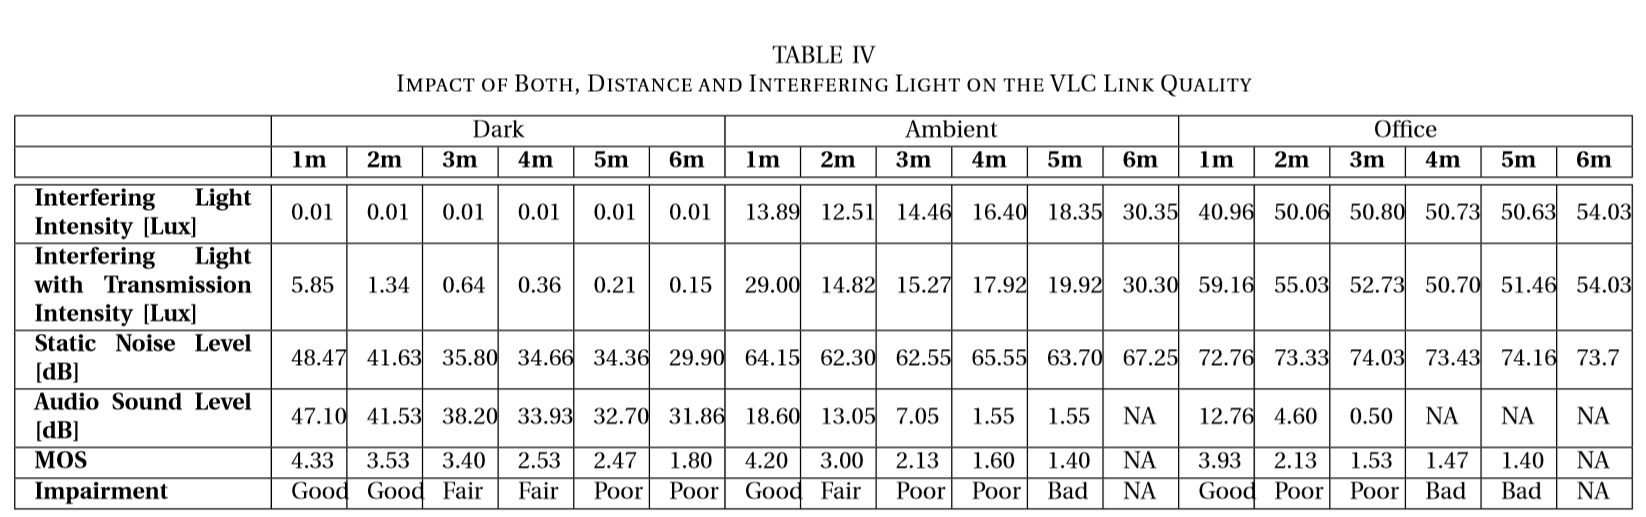 TABLE IV
IMPACT OF BOTH, DISTANCE AND INTERFERING LIGHT ON THE VLC LINK QUALITY
Dark Ambient Office
1m 2m 3m 4m 5m 6m 1m 2m 3m 4m 5m 6m 1m 2m 3m 4m 5m 6m
Interfering Light
Intensity [Lux] 0.01 0.01 0.01 0.01 0.01 0.01 13.89 12.51 14.46 16.40 18.35 30.35 40.96 50.06 50.80 50.73 50.63 54.03
Interfering Light
with Transmission 5.85 1.34 0.64 0.36 0.21 0.15 29.00 14.82 15.27 17.92 19.92 30.30 59.16 55.03 52.73 50.70 51.46 54.03
Intensity [Lux]
Static Noise Level 48.47 41.63 35.80 34.66 34.36 29.90 64.15 62.30 62.55 65.55 63.70 67.25 72.76 73.33 74.03 73.43 74.16 73.7
[dB]
Audio Sound Level 47.10 41.53 38.20 33.93 32.70 31.86 18.60 13.05 7.05 1.55 1.55 NA 12.76 4.60 0.50 NA NA NA
[dB]
MOS 4.33 3.53 3.40 2.53 2.47 1.80 4.20 3.00 2.13 1.60 1.40 NA 3.93 2.13 1.53 1.47 1.40 NA
Impairment Good Good Fair Fair Poor Poor Good Fair Poor Poor Bad NA Good Poor Poor Bad Bad NA